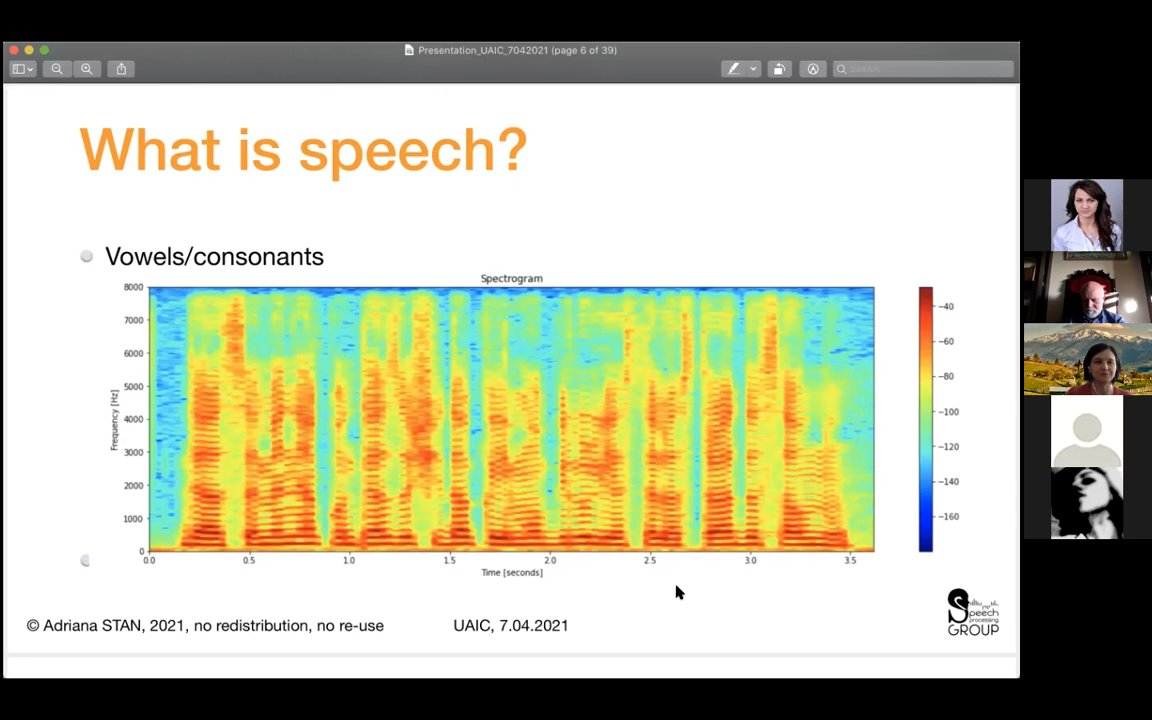 Presentation_UAIC_7042021 (page 6 of 39)
Search
What is speech?
Vowels/consonants
Spectrogram
8000
7000
6000
5000
4000
3000
2000
1000
0
Frequency [Hz]
0.0 0.5 1.0 1.5 2.0 2.5 3.0 3.5
Time [seconds]
−40
−60
−80
−100
−120
−140
−160
Speech
processing
GROUP
© Adriana STAN, 2021, no redistribution, no re-use
UAIC, 7.04.2021